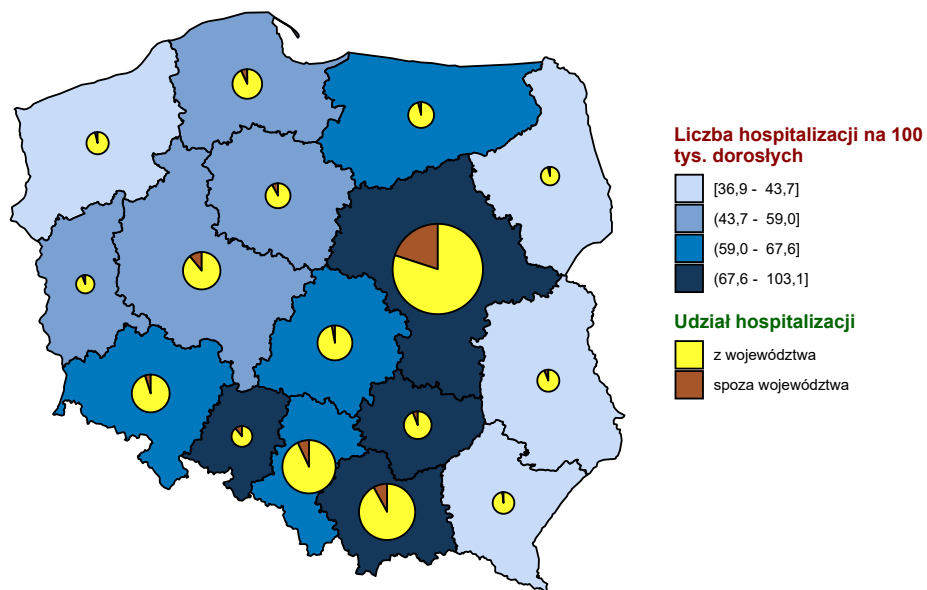 Liczba hospitalizacji na 100
tys. dorosłych
[36,9 - 43,7]
(43,7 - 59,0]
(59,0 - 67,6]
(67,6 - 103,1]
Udział hospitalizacji
z województwa
spoza województwa